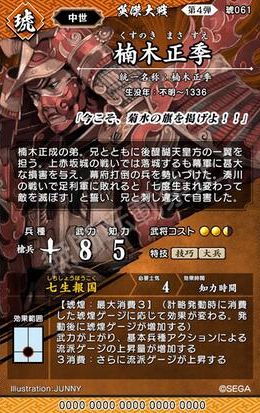 琥
中世
英傑大戦
第4弾
琥061
くすのき まさすえ
楠木正季
統一名称：楠木正季
生没年：不明～1336
「今こそ、菊水の旗を掲げよ！！」
楠木正成の弟。兄とともに後醍醐天皇方の一翼を
担う。上赤坂城の戦いでは落城するも幕軍に甚大
な損害を与え、幕府打倒の兵を勢いづけた。湊川
の戦いで足利軍に敗れると「七度生まれ変わって
敵を滅ぼす」と誓い、兄と刺し違えて自害した。
兵種 武力 知力 武将コスト
槍兵 8 5 特技 技巧 大兵
しちしょうほうこく
七生報国
必要士気 4
効果時間 知力時間
効果範囲
【琥煌：最大消費3】（計略発動時に消費
した琥煌ゲージに応じて効果が変わる。発
動後に琥煌ゲージが増加する）
武力が上がり、基本兵種アクションによる
流派ゲージの上昇量が増加する
3消費：さらに流派ゲージが上昇する
Illustration:JUNNY
©SEGA
0000 0000 0000 0000 0000